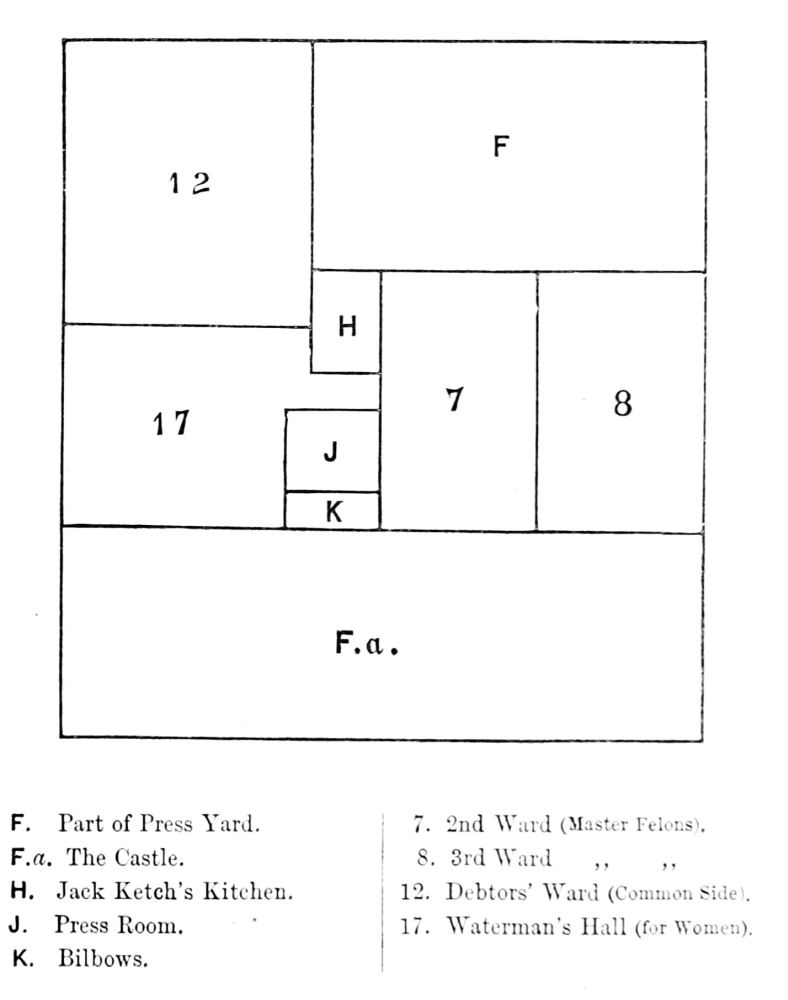 12
F
H
7
8
17
J
K
F.a.
F. Part of Press Yard.
F.a. The Castle.
H. Jack Ketch's Kitchen.
J. Press Room.
K. Bilbows.
7. 2nd Ward (Master Felons).
8. 3rd Ward ,, ,,
12. Debtors' Ward (Common Side).
17. Waterman's Hall (for Women).